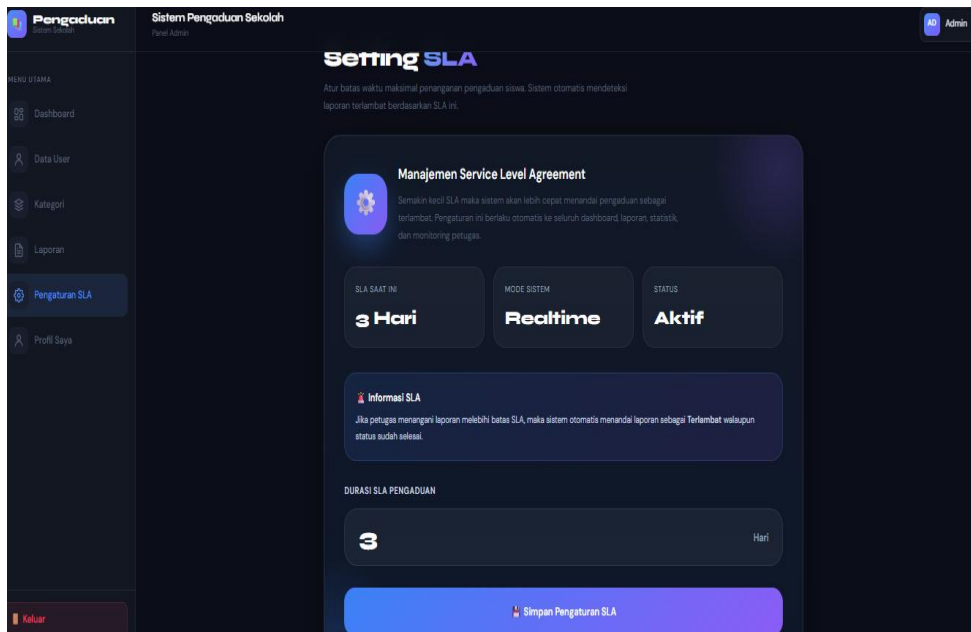 Pengaduan
Sistem Sekolah
Sistem Pengaduan Sekolah
Panel Admin
AD
Admin
MENU UTAMA
Dashboard
Data User
Kategori
Laporan
Pengaturan SLA
Profil Saya
Keluar
Setting SLA
Atur batas waktu maksimal penanganan pengaduan siswa. Sistem otomatis mendeteksi
laporan terlambat berdasarkan SLA ini.
Manajemen Service Level Agreement
Semakin kecil SLA maka sistem akan lebih cepat menandai pengaduan sebagai
terlambat. Pengaturan ini berlaku otomatis ke seluruh dashboard, laporan, statistik,
dan monitoring petugas.
SLA SAAT INI
3 Hari
MODE SISTEM
Realtime
STATUS
Aktif
Informasi SLA
Jika petugas menangani laporan melebihi batas SLA, maka sistem otomatis menandai laporan sebagai Terlambat walaupun
status sudah selesai.
DURASI SLA PENGADUAN
3
Hari
Simpan Pengaturan SLA